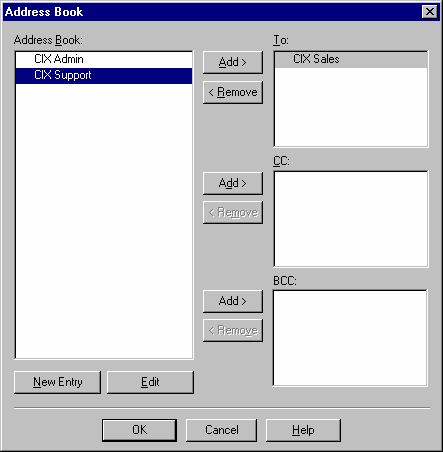 Address Book
Address Book:
CIX Admin
CIX Support
Add >
< Remove
To:
CIX Sales
Add >
< Remove
CC:
Add >
< Remove
BCC:
New Entry
Edit
OK
Cancel
Help